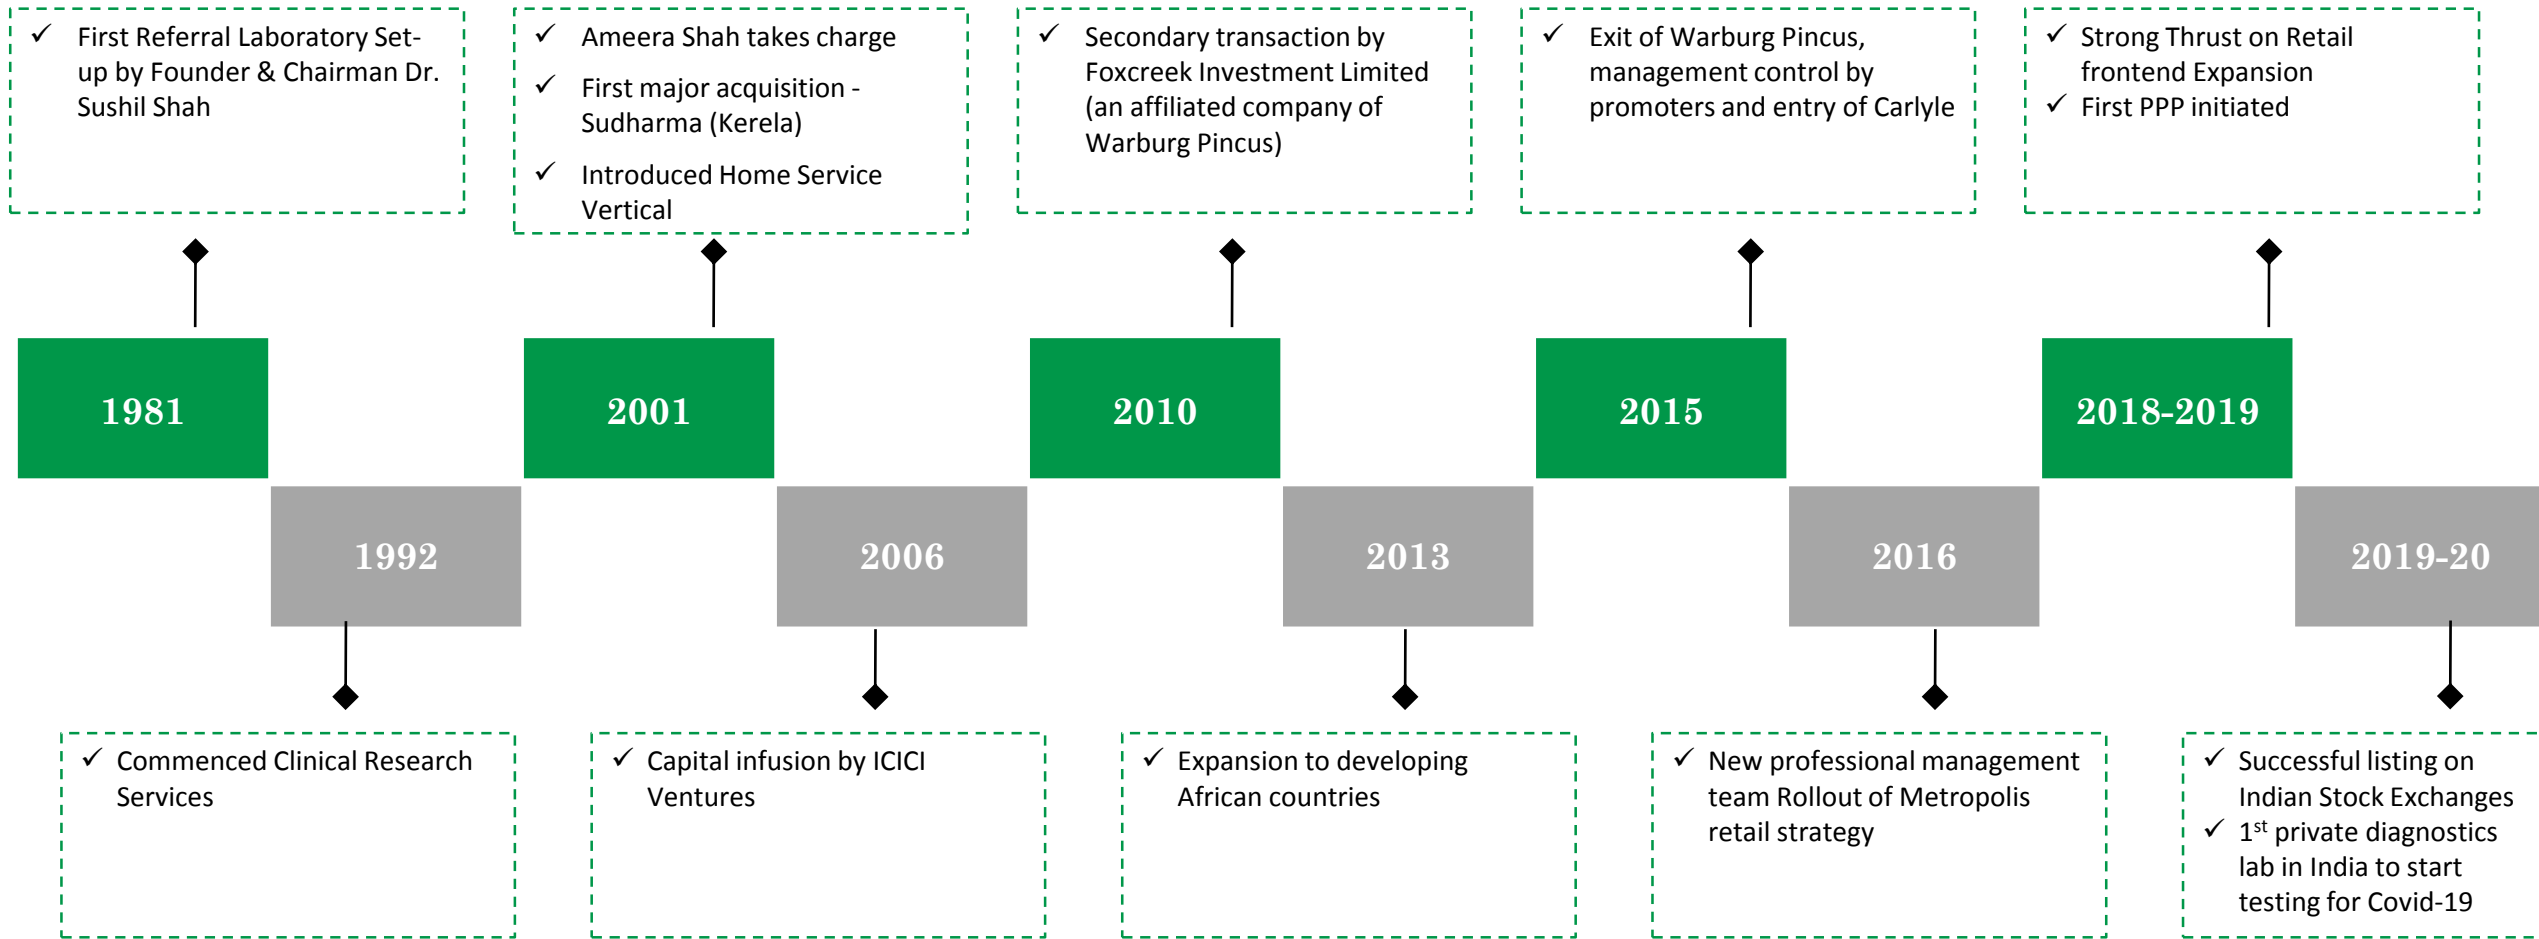 ✓ First Referral Laboratory Set-
up by Founder & Chairman Dr.
Sushil Shah
✓ Ameera Shah takes charge
✓ First major acquisition -
Sudharma (Kerela)
✓ Introduced Home Service
Vertical
✓ Secondary transaction by
Foxcreek Investment Limited
(an affiliated company of
Warburg Pincus)
✓ Exit of Warburg Pincus,
management control by
promoters and entry of Carlyle
✓ Strong Thrust on Retail
frontend Expansion
✓ First PPP initiated
1981
2001
2010
2015
2018-2019
1992
2006
2013
2016
2019-20
✓ Commenced Clinical Research
Services
✓ Capital infusion by ICICI
Ventures
✓ Expansion to developing
African countries
✓ New professional management
team Rollout of Metropolis
retail strategy
✓ Successful listing on
Indian Stock Exchanges
✓ 1st private diagnostics
lab in India to start
testing for Covid-19